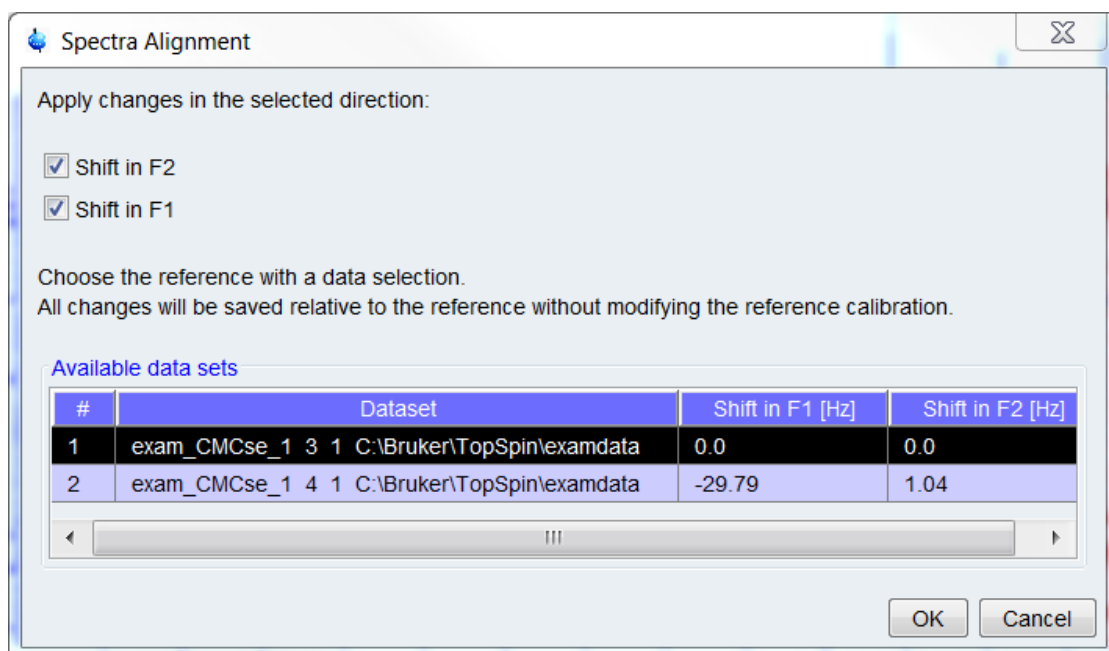 Spectra Alignment
Apply changes in the selected direction:
Shift in F2
Shift in F1
Choose the reference with a data selection.
All changes will be saved relative to the reference without modifying the reference calibration.
Available data sets
# Dataset Shift in F1 [Hz] Shift in F2 [Hz]
1 exam_CMCse_1 3 1 C:\Bruker\TopSpin\examdata 0.0 0.0
2 exam_CMCse_1 4 1 C:\Bruker\TopSpin\examdata -29.79 1.04
OK Cancel